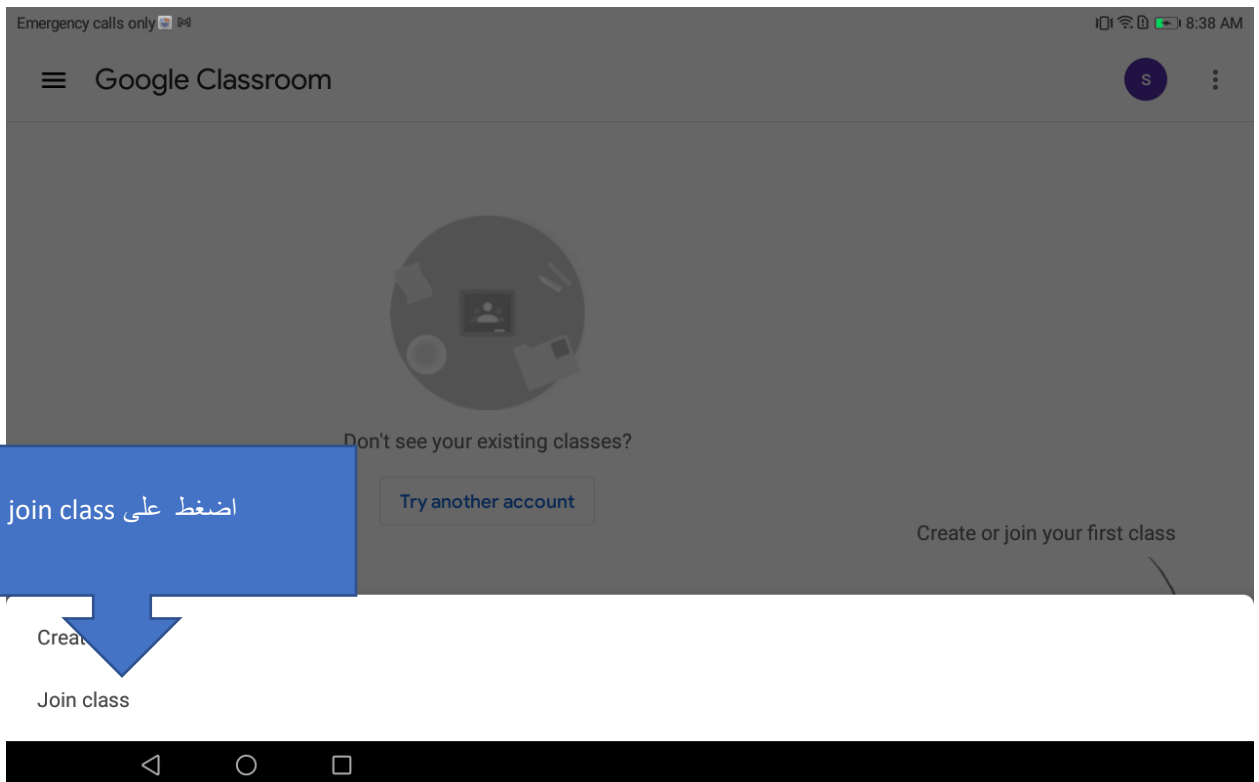 Emergency calls only
8:38 AM
Google Classroom
S
Don't see your existing classes?
Try another account
اضغط على join class
Create or join your first class
Creat
Join class